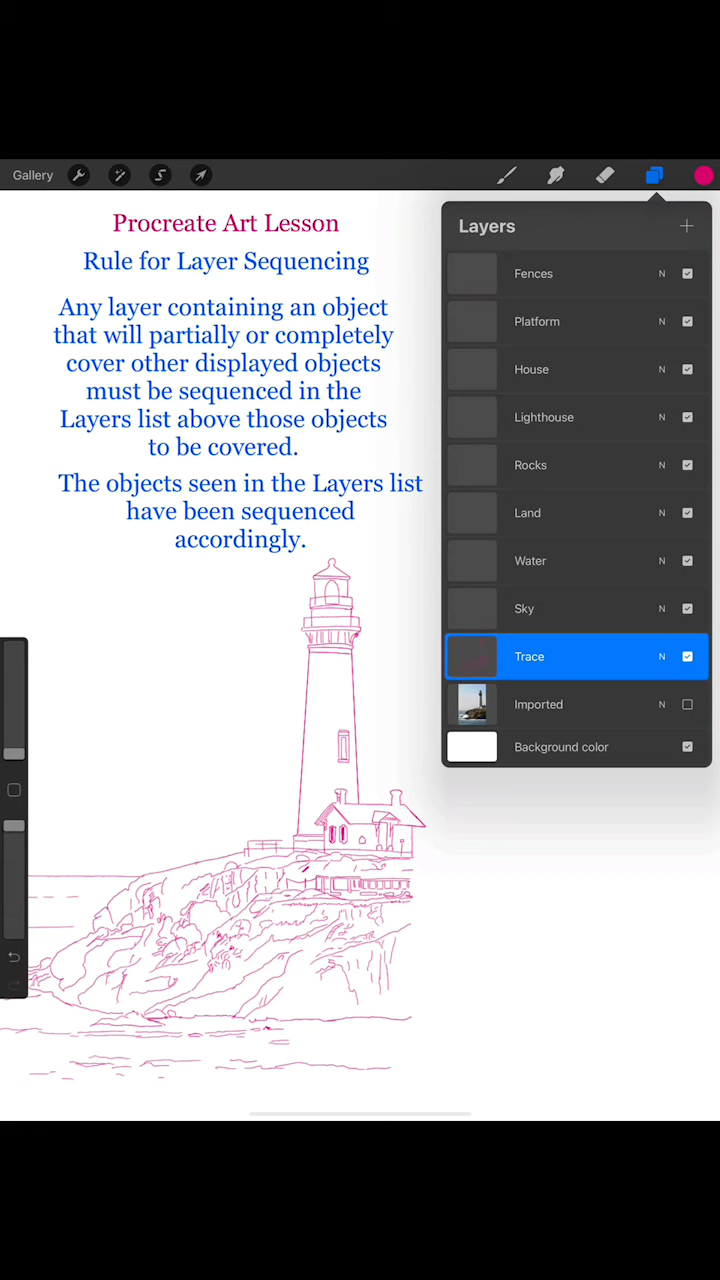 Gallery
Procreate Art Lesson
Rule for Layer Sequencing
Any layer containing an object
that will partially or completely
cover other displayed objects
must be sequenced in the
Layers list above those objects
to be covered.
The objects seen in the Layers list
have been sequenced
accordingly.
Layers
Fences N
Platform N
House N
Lighthouse N
Rocks N
Land N
Water N
Sky N
Trace N
Imported N
Background color